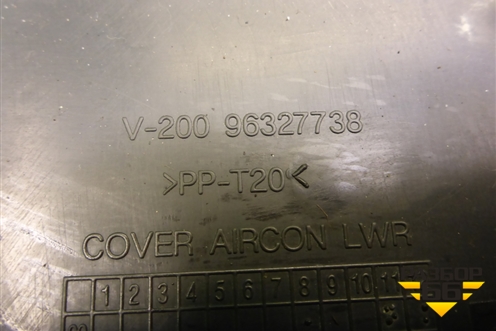 V-200 96327738
>PP-T20<
COVER AIRCON LWR
1 2 3 4 5 6 7 8 9 10 11